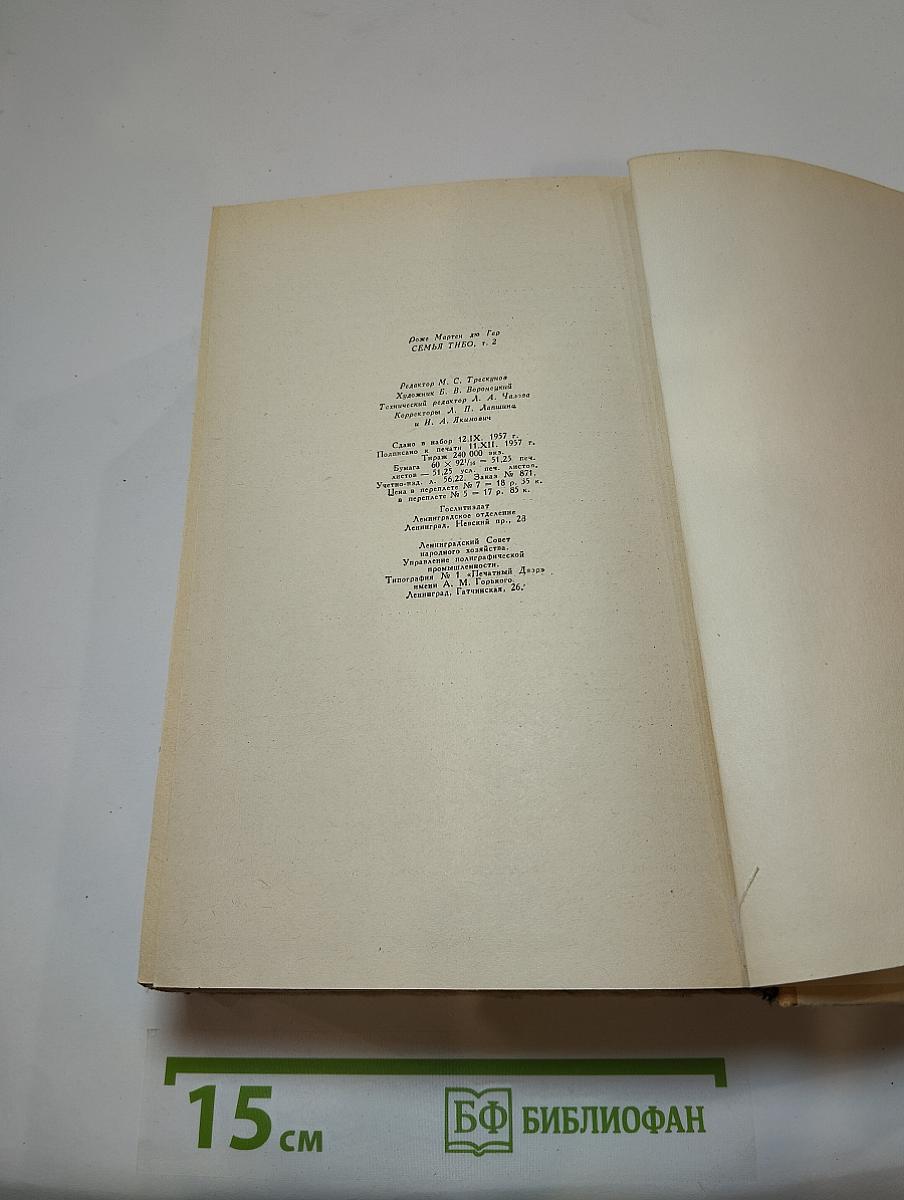 Роже Мартен дю Гар
СЕМЬЯ ТИБО, т. 2
Редактор М. С. Трескунов
Художник Б. В. Воронецкий
Технический редактор Л. А. Чалова
Корректоры Л. П. Лапшина
и И. А. Якимович
Сдано в набор 12.IX. 1957 г.
Подписано к печати 11.XII. 1957 г.
Тираж 240 000 экз.
Бумага 60 × 92¹/₁₆ — 51,25 печ.
листов — 51,25 усл. печ. листов.
Учетно-изд. л. 56,22. Заказ № 871.
Цена в переплете № 7 — 18 р. 35 к.
в переплете № 5 — 17 р. 85 к.
Гослитиздат
Ленинградское отделение
Ленинград, Невский пр., 28
Ленинградский Совет
народного хозяйства.
Управление полиграфической
промышленности.
Типография № 1 «Печатный Двор»
имени А. М. Горького.
Ленинград, Гатчинская, 26.
15 см
БФ БИБЛИОФАН